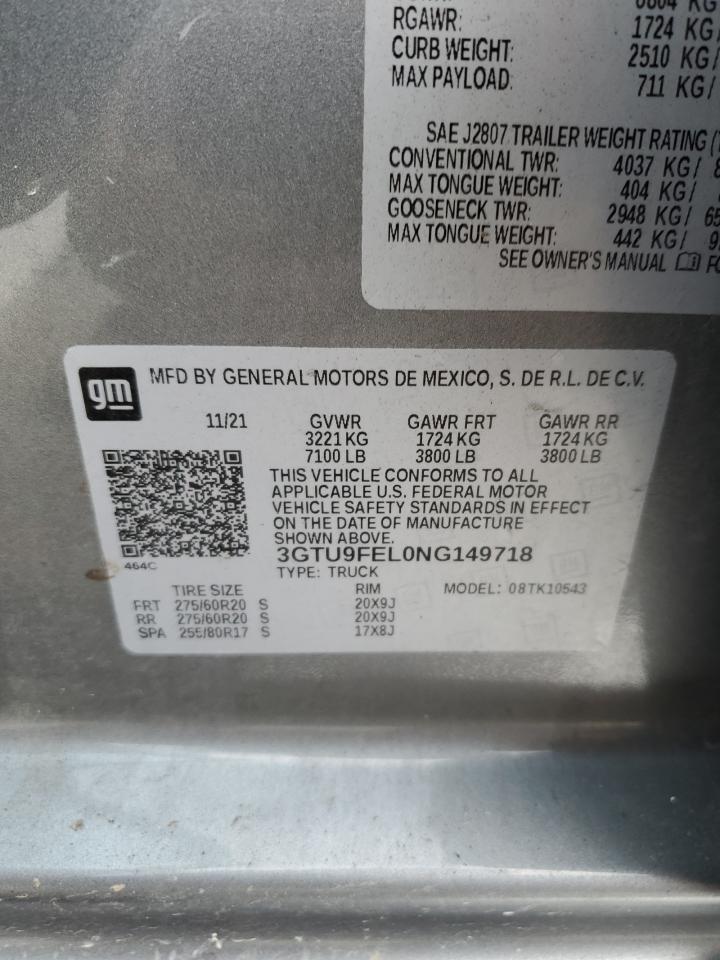 RGAWR: 1724 KG/
CURB WEIGHT: 2510 KG/
MAX PAYLOAD: 711 KG/
SAE J2807 TRAILER WEIGHT RATING
CONVENTIONAL TWR: 4037 KG/ 8
MAX TONGUE WEIGHT: 404 KG/
GOOSENECK TWR: 2948 KG/ 65
MAX TONGUE WEIGHT: 442 KG/ 9
SEE OWNER'S MANUAL FO
gm MFD BY GENERAL MOTORS DE MEXICO, S. DE R.L. DE C.V.
11/21 GVWR GAWR FRT GAWR RR
3221 KG 1724 KG 1724 KG
7100 LB 3800 LB 3800 LB
THIS VEHICLE CONFORMS TO ALL
APPLICABLE U.S. FEDERAL MOTOR
VEHICLE SAFETY STANDARDS IN EFFECT
ON THE DATE OF MANUFACTURE
SHOWN ABOVE.
3GTU9FEL0NG149718
464C
TYPE: TRUCK
TIRE SIZE RIM MODEL: 08TK10543
FRT 275/60R20 S 20X9J
RR 275/60R20 S 20X9J
SPA 255/80R17 S 17X8J